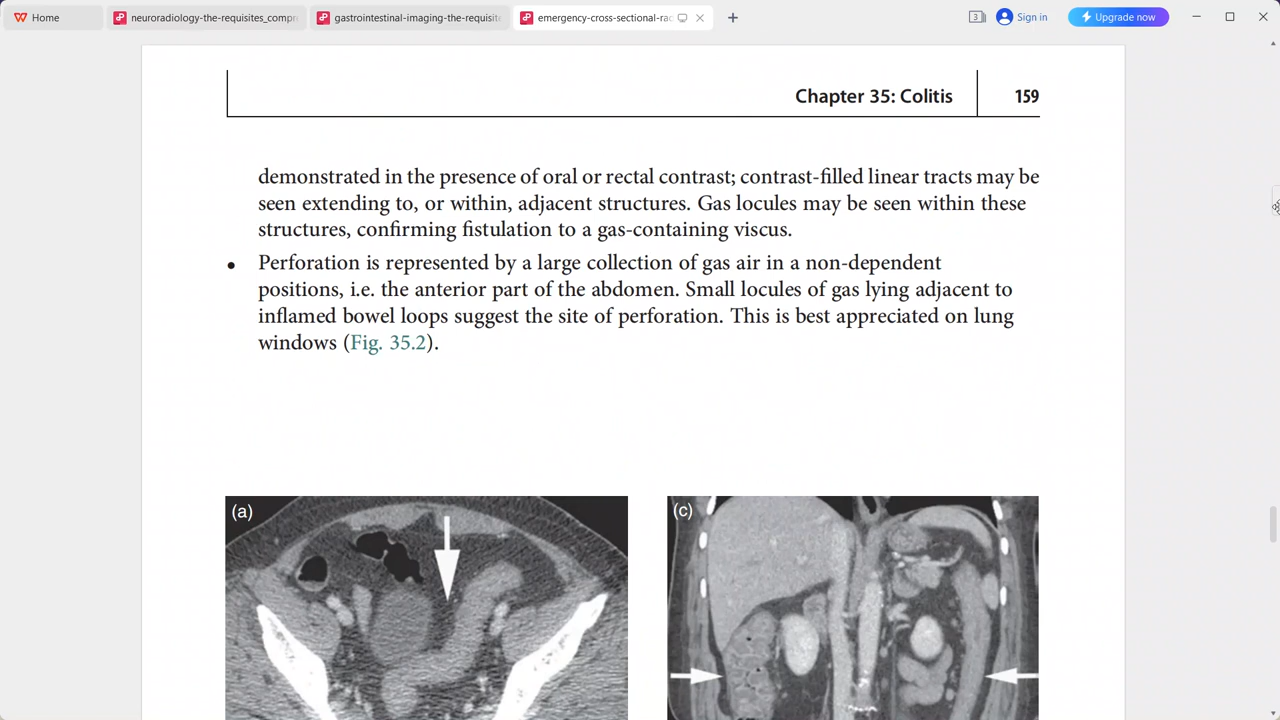 Home
neuroradiology-the-requisites_compr
gastrointestinal-imaging-the-requisit
emergency-cross-sectional-rad
3
Sign in
Upgrade now
Chapter 35: Colitis 159
demonstrated in the presence of oral or rectal contrast; contrast-filled linear tracts may be
seen extending to, or within, adjacent structures. Gas locules may be seen within these
structures, confirming fistulation to a gas-containing viscus.
• Perforation is represented by a large collection of gas air in a non-dependent
positions, i.e. the anterior part of the abdomen. Small locules of gas lying adjacent to
inflamed bowel loops suggest the site of perforation. This is best appreciated on lung
windows (Fig. 35.2).
(a)
(c)